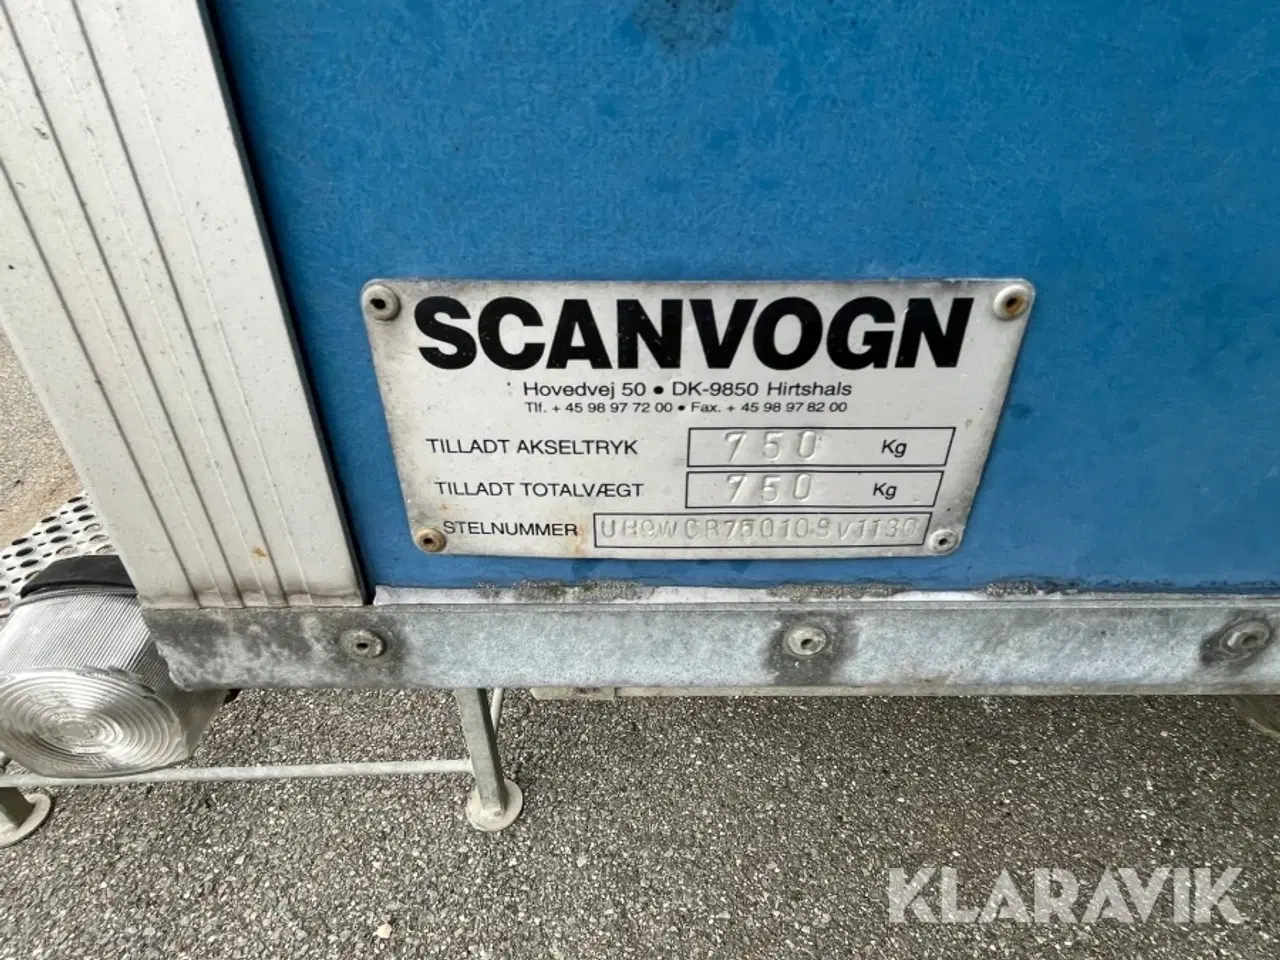 SCANVOGN
Hovedvej 50 • DK-9850 Hirtshals
Tlf. + 45 98 97 72 00 • Fax. + 45 98 97 82 00
TILLADT AKSELTRYK 750 Kg
TILLADT TOTALVÆGT 750 Kg
STELNUMMER
KLARAVIK